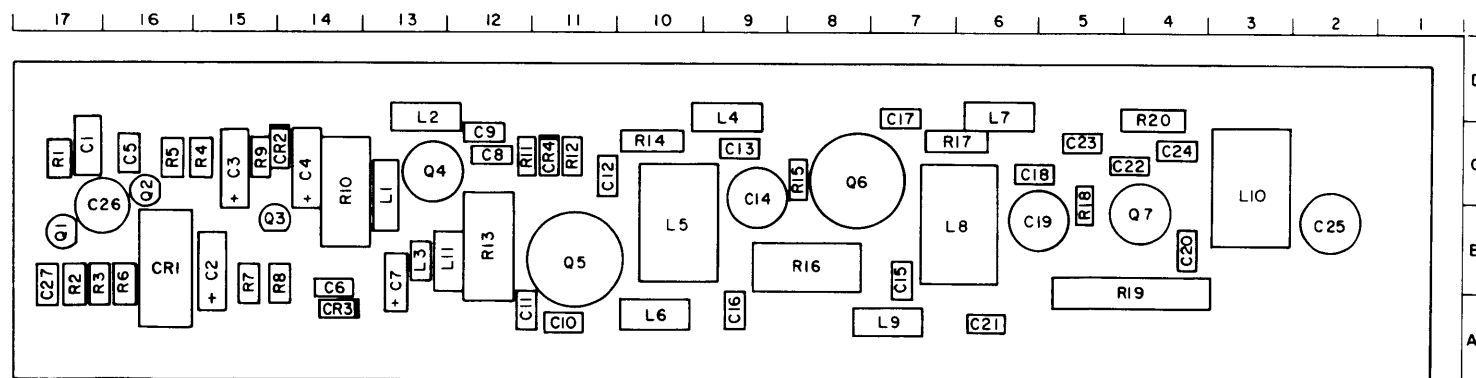 17 16 15 14 13 12 11 10 9 8 7 6 5 4 3 2 1
D
L2 L4 C17 L7 R20
C1 C5 C9 R14 C13 R17 C23 C24
R1 R5 R4 + C3 R9 CR2 + C4 R10 L1 Q4 C8 R11 CR4 R12 C12 R15 Q6 C18 C22 C
C26 Q2 Q3 L5 C14 L8 C19 R18 Q7 L10 C25
Q1 CR1 C2 + L3 L11 R13 Q5 R16 C20 B
C27 R2 R3 R6 R7 R8 C6 + C7 C15 R19
CR3 C11 C10 L6 C16 L9 C21
A